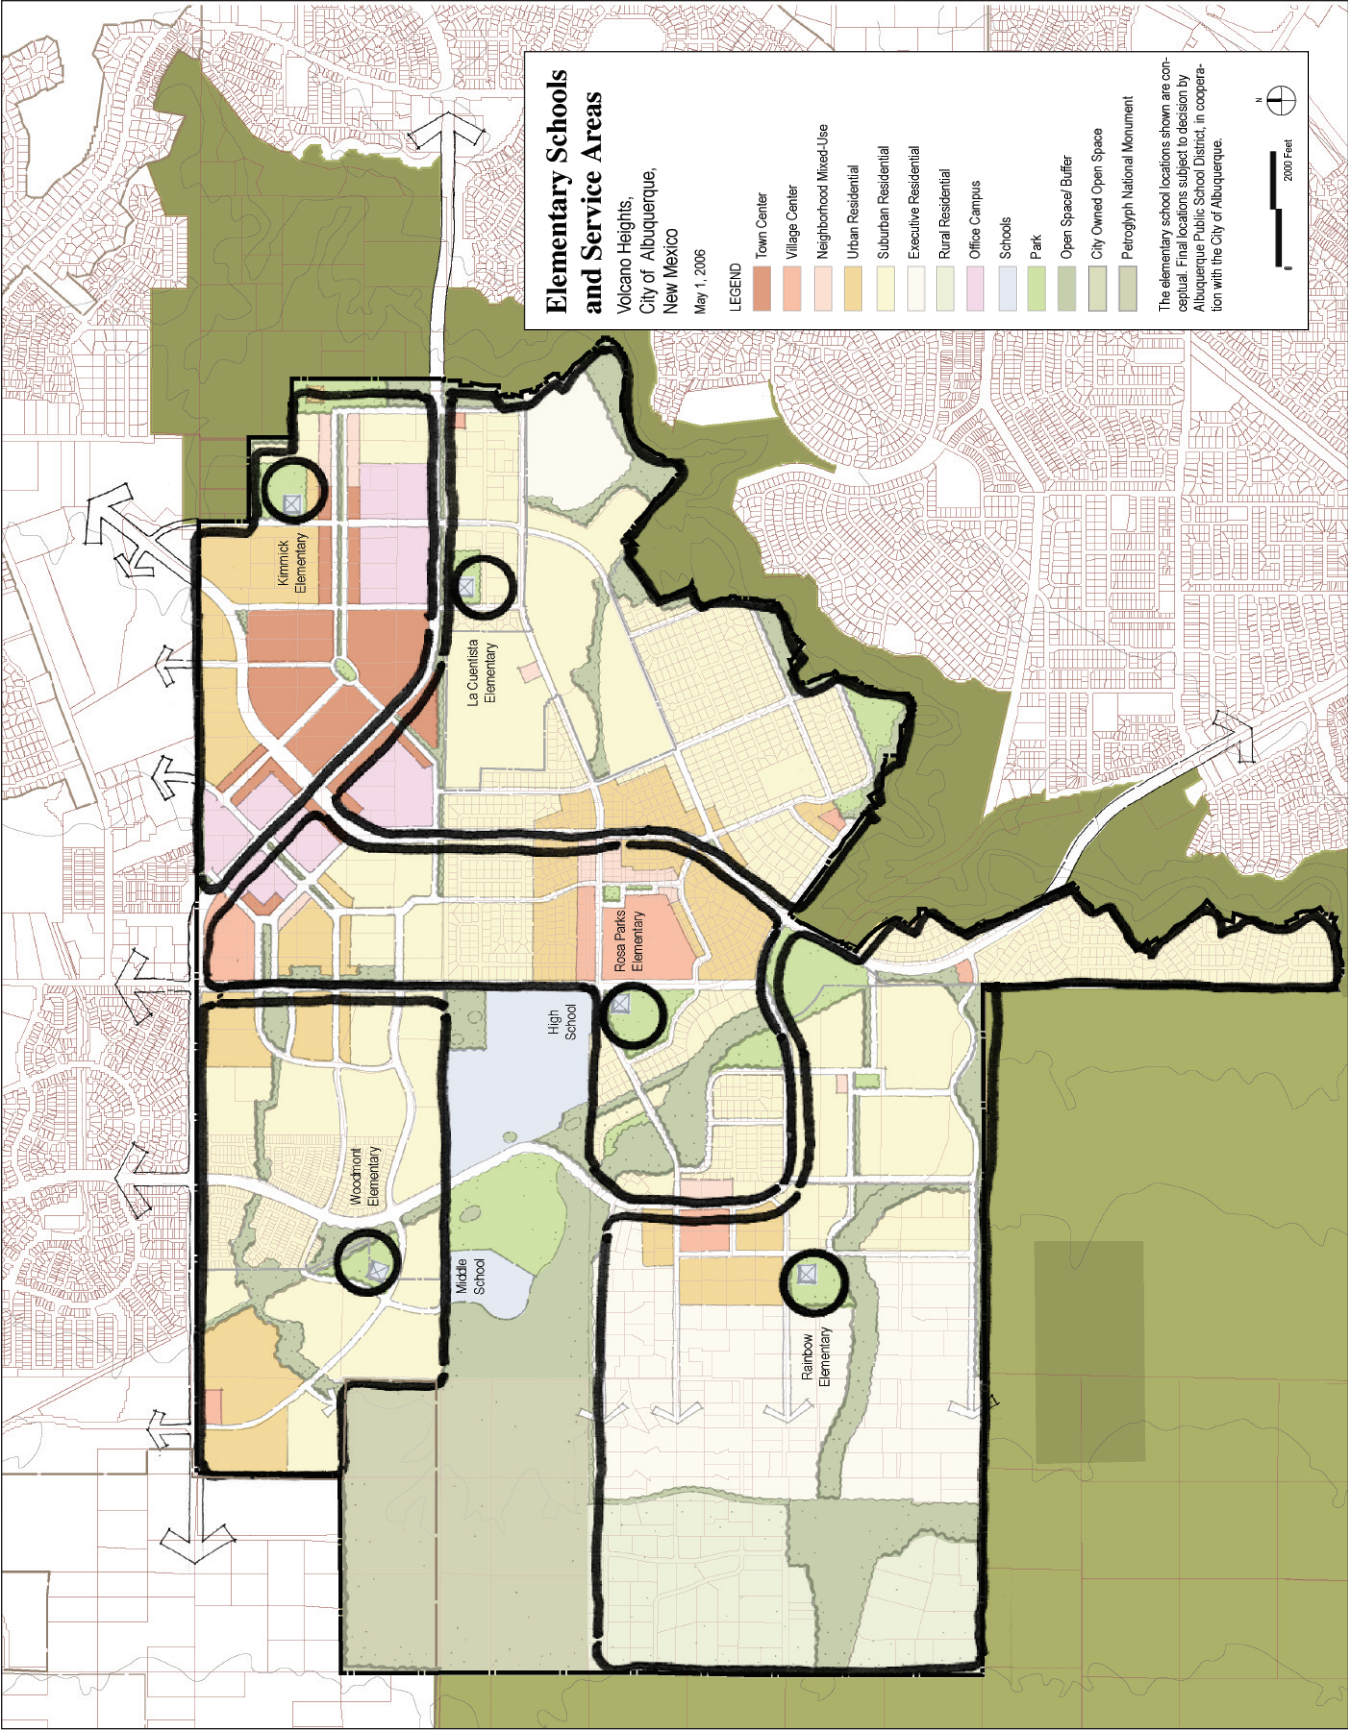 Elementary Schools
and Service Areas
Volcano Heights,
City of Albuquerque,
New Mexico
May 1, 2006
LEGEND
Town Center
Village Center
Neighborhood Mixed-Use
Urban Residential
Suburban Residential
Executive Residential
Rural Residential
Office Campus
Schools
Park
Open Space/ Buffer
City Owned Open Space
Petroglyph National Monument
The elementary school locations shown are con-
ceptual. Final locations subject to decision by
Albuquerque Public School District, in coopera-
tion with the City of Albuquerque.
N
0
2000 Feet
Kimmick
Elementary
La Cuentista
Elementary
Rosa Parks
Elementary
High
School
Woodmont
Elementary
Middle
School
Rainbow
Elementary